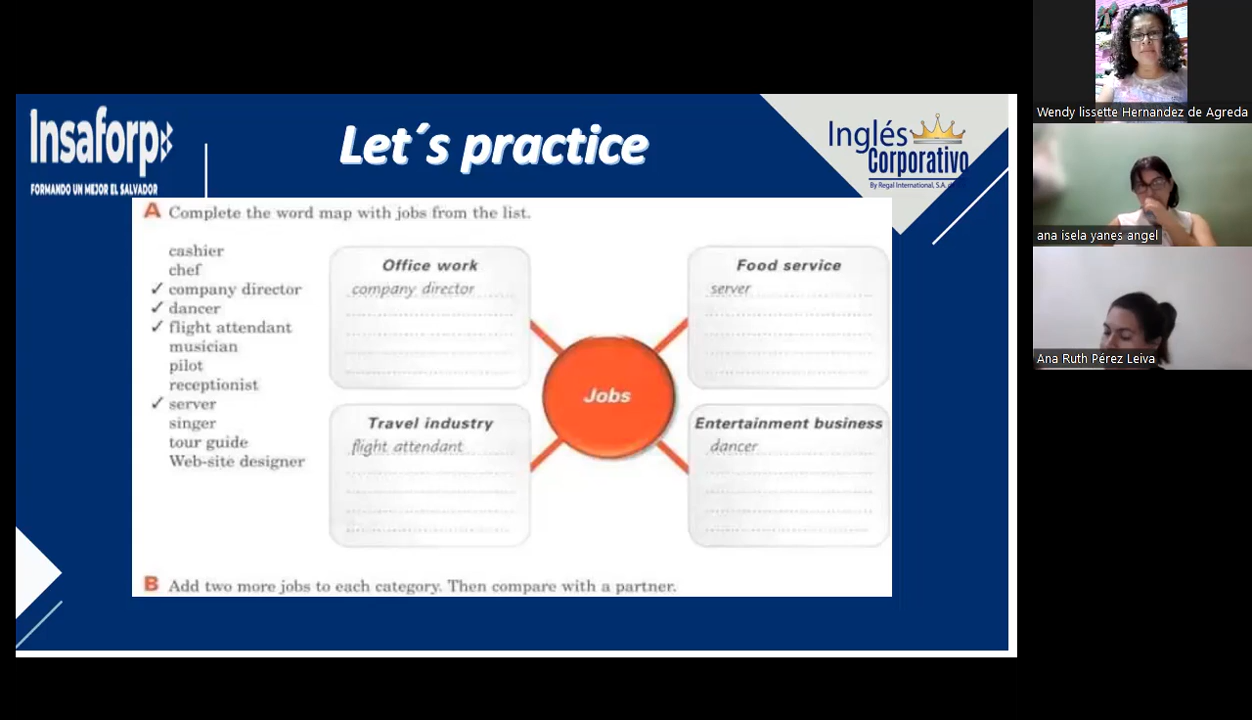 Insaforp
FORMANDO UN MEJOR EL SALVADOR
Let´s practice
Inglés
Corporativo
By Regal International, S.A.
A Complete the word map with jobs from the list.
cashier
chef
✓ company director
✓ dancer
✓ flight attendant
musician
pilot
receptionist
✓ server
singer
tour guide
Web-site designer
Office work
company director
Food service
server
Jobs
Travel industry
flight attendant
Entertainment business
dancer
B Add two more jobs to each category. Then compare with a partner.
Wendy lissette Hernandez de Agreda
ana isela yanes angel
Ana Ruth Pérez Leiva